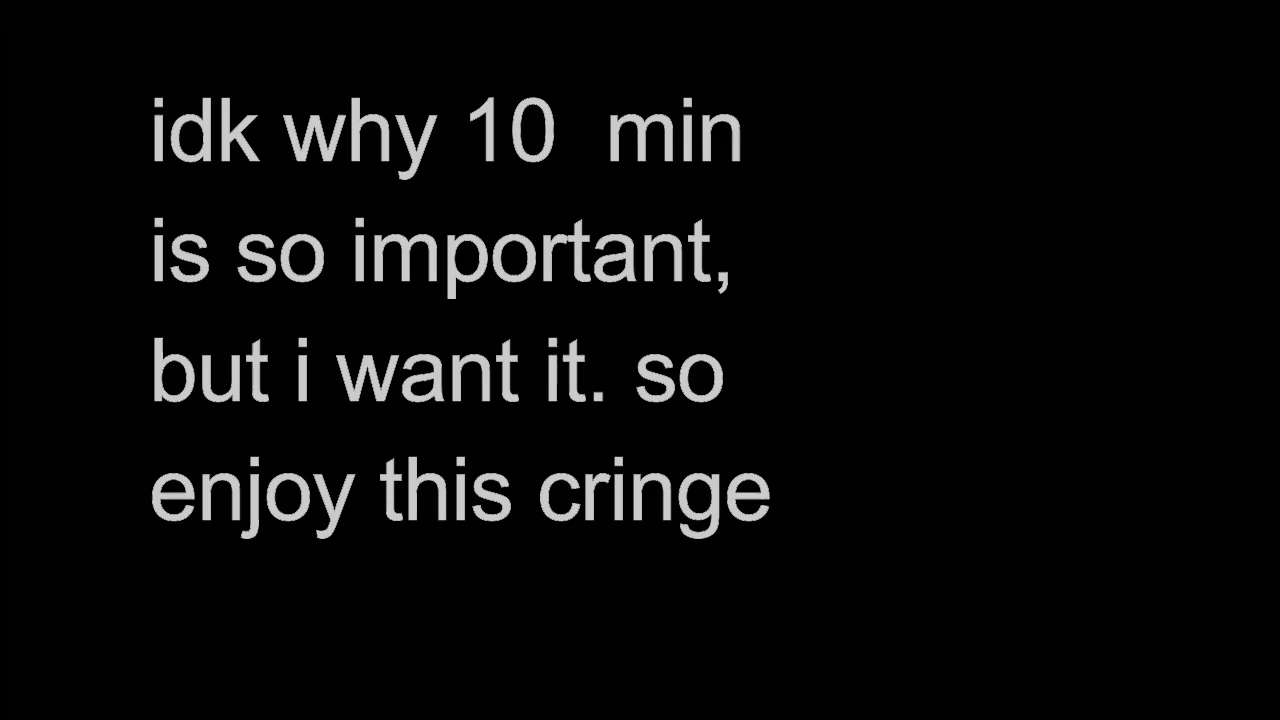 idk why 10  min
is so important,
but i want it. so
enjoy this cringe